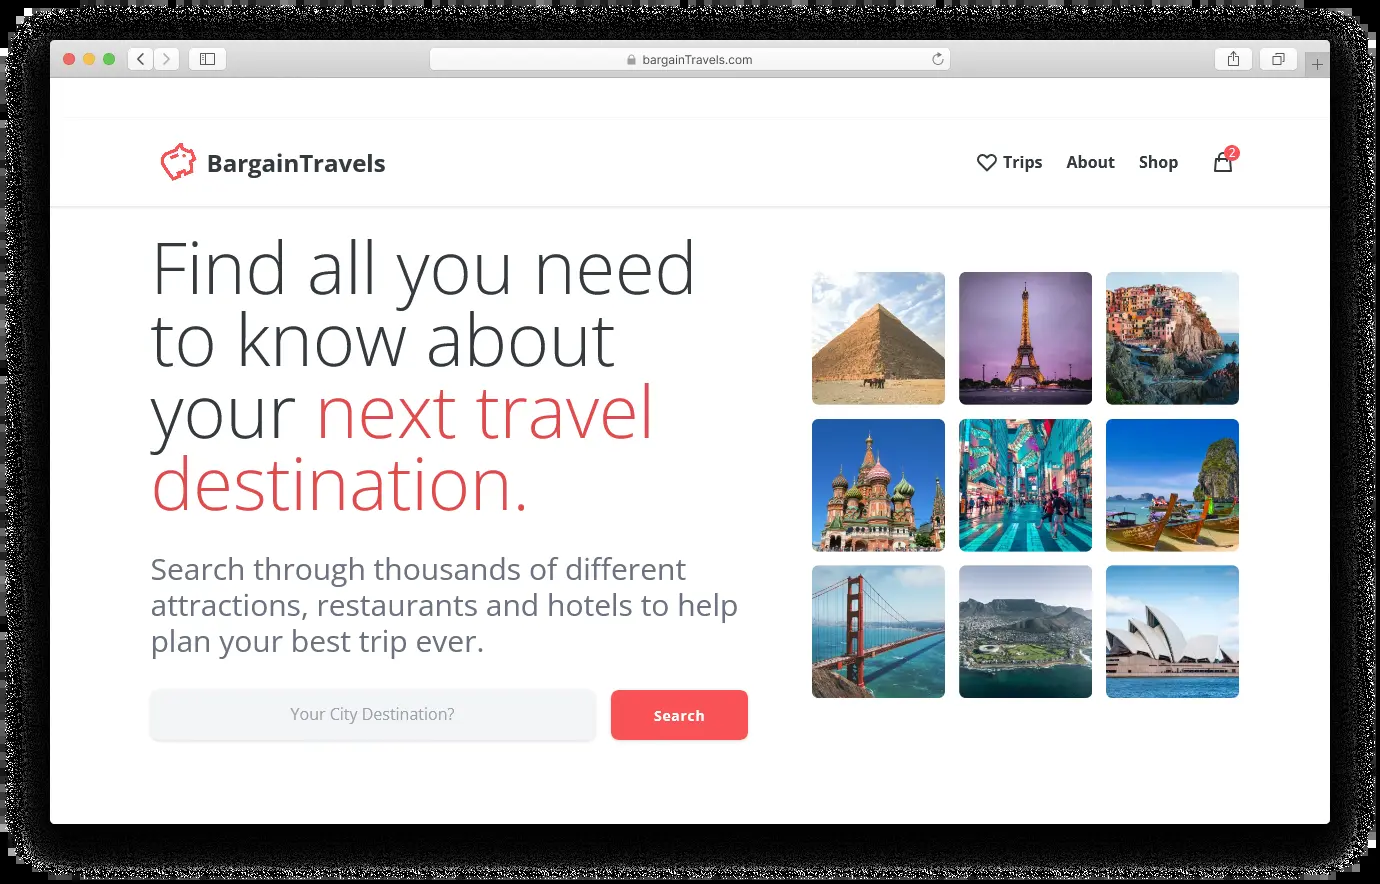 bargainTravels.com
BargainTravels
Trips
About
Shop
2
Find all you need
to know about
your next travel
destination.
Search through thousands of different
attractions, restaurants and hotels to help
plan your best trip ever.
Your City Destination?
Search